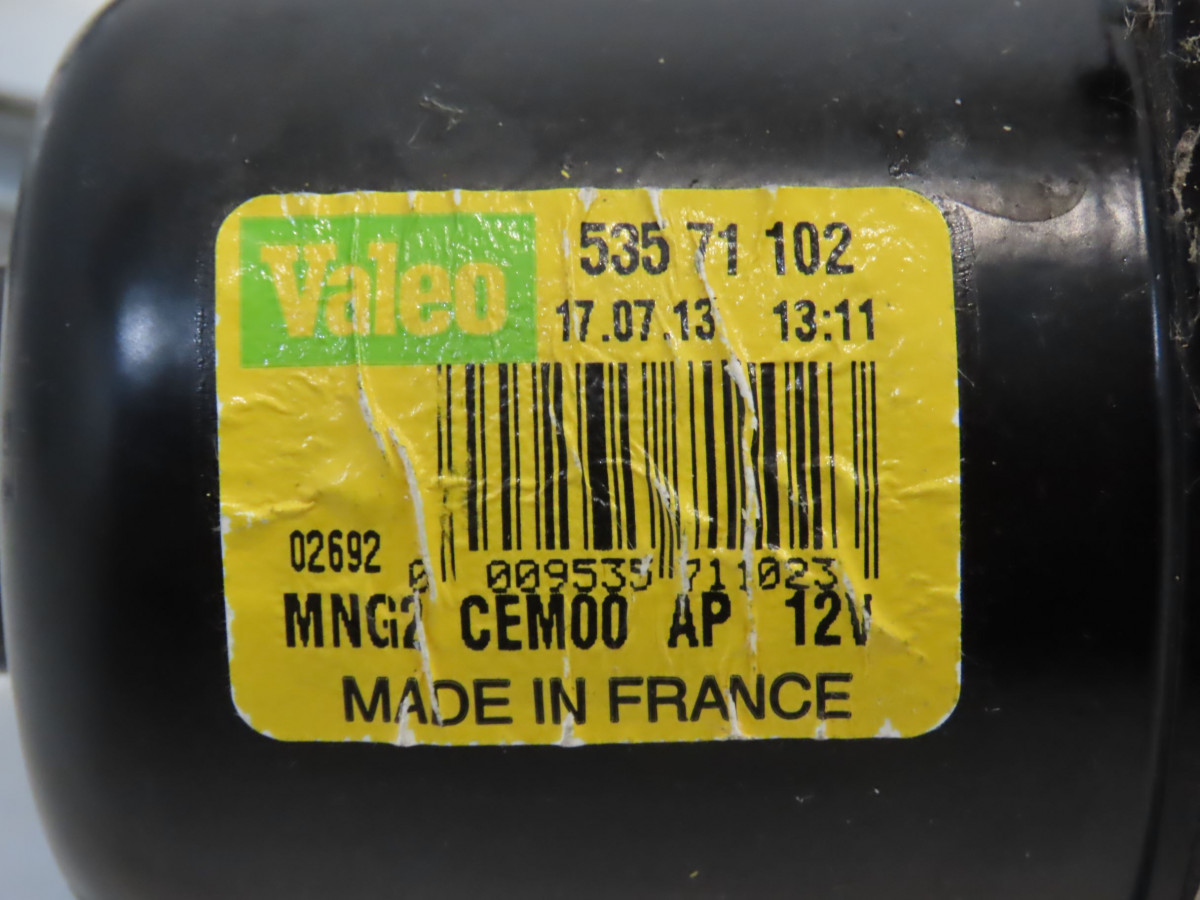 Valeo
535 71 102
17.07.13 13:11
02692
0 009535 711023
MNG2 CEM00 AP 12V
MADE IN FRANCE